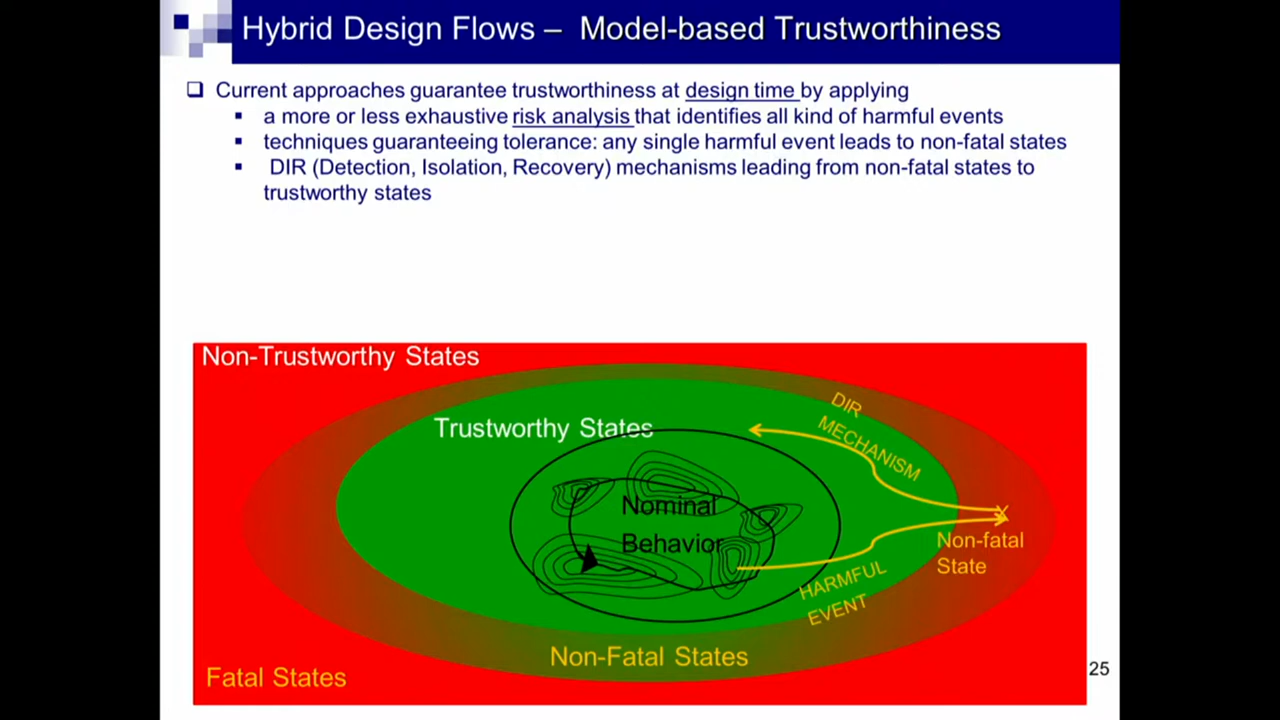 Hybrid Design Flows – Model-based Trustworthiness
❑ Current approaches guarantee trustworthiness at design time by applying
▪ a more or less exhaustive risk analysis that identifies all kind of harmful events
▪ techniques guaranteeing tolerance: any single harmful event leads to non-fatal states
▪ DIR (Detection, Isolation, Recovery) mechanisms leading from non-fatal states to
trustworthy states
Non-Trustworthy States
DIR
MECHANISM
Trustworthy States
Nominal
Behavior
Non-fatal
State
HARMFUL
EVENT
Non-Fatal States
Fatal States
25